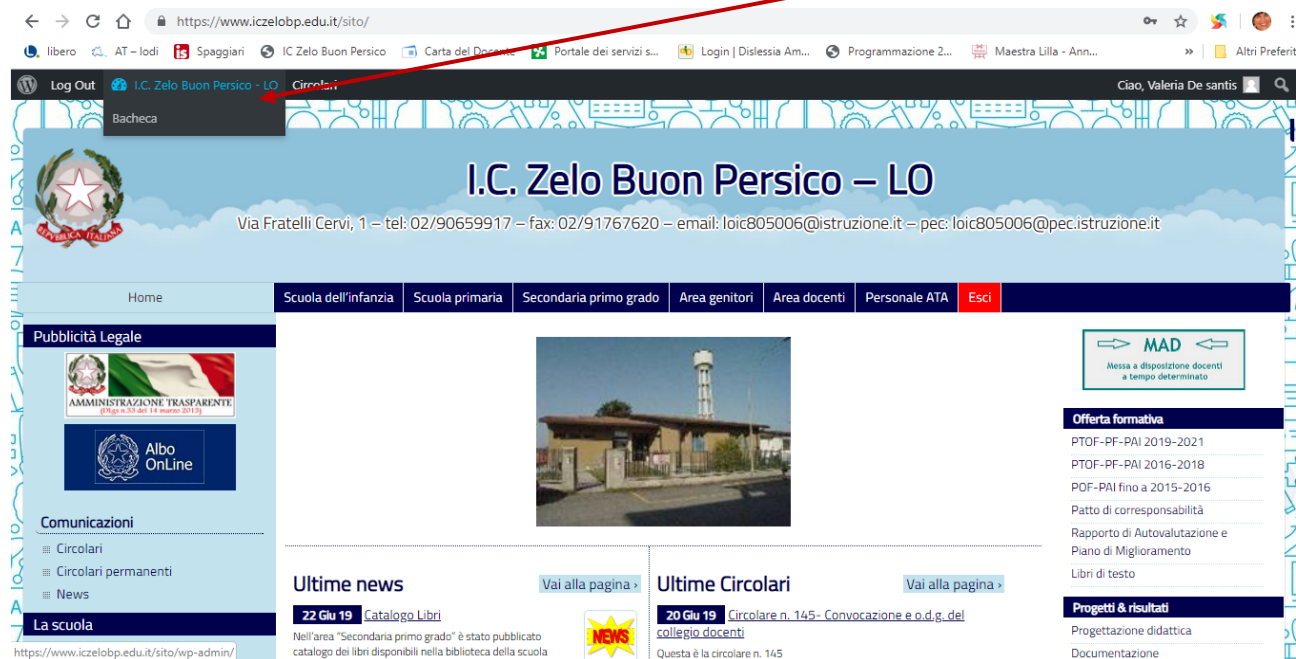 https://www.iczelobp.edu.it/sito/
libero
AT – lodi
Spaggiari
IC Zelo Buon Persico
Carta del Docente
Portale dei servizi s...
Login | Dislessia Am...
Programmazione 2...
Maestra Lilla - Ann...
»
Altri Preferit
Log Out
I.C. Zelo Buon Persico - LO
Circolari
Ciao, Valeria De santis
Bacheca
I.C. Zelo Buon Persico – LO
Via Fratelli Cervi, 1 – tel: 02/90659917 – fax: 02/91767620 – email: loic805006@istruzione.it – pec: loic805006@pec.istruzione.it
REPVBBLICA ITALIANA
Home
Scuola dell'infanzia
Scuola primaria
Secondaria primo grado
Area genitori
Area docenti
Personale ATA
Esci
Pubblicità Legale
AMMINISTRAZIONE TRASPARENTE
(Dlgs n.33 del 14 marzo 2013)
Albo
OnLine
Comunicazioni
Circolari
Circolari permanenti
News
La scuola
https://www.iczelobp.edu.it/sito/wp-admin/
Ultime news
Vai alla pagina ›
22 Giu 19 Catalogo Libri
Nell'area "Secondaria primo grado" è stato pubblicato
catalogo dei libri disponibili nella biblioteca della scuola
NEWS
Ultime Circolari
Vai alla pagina ›
20 Giu 19 Circolare n. 145- Convocazione e o.d.g. del
collegio docenti
Questa è la circolare n. 145
MAD
Messa a disposizione docenti
a tempo determinato
Offerta formativa
PTOF-PF-PAI 2019-2021
PTOF-PF-PAI 2016-2018
POF-PAI fino a 2015-2016
Patto di corresponsabilità
Rapporto di Autovalutazione e
Piano di Miglioramento
Libri di testo
Progetti & risultati
Progettazione didattica
Documentazione